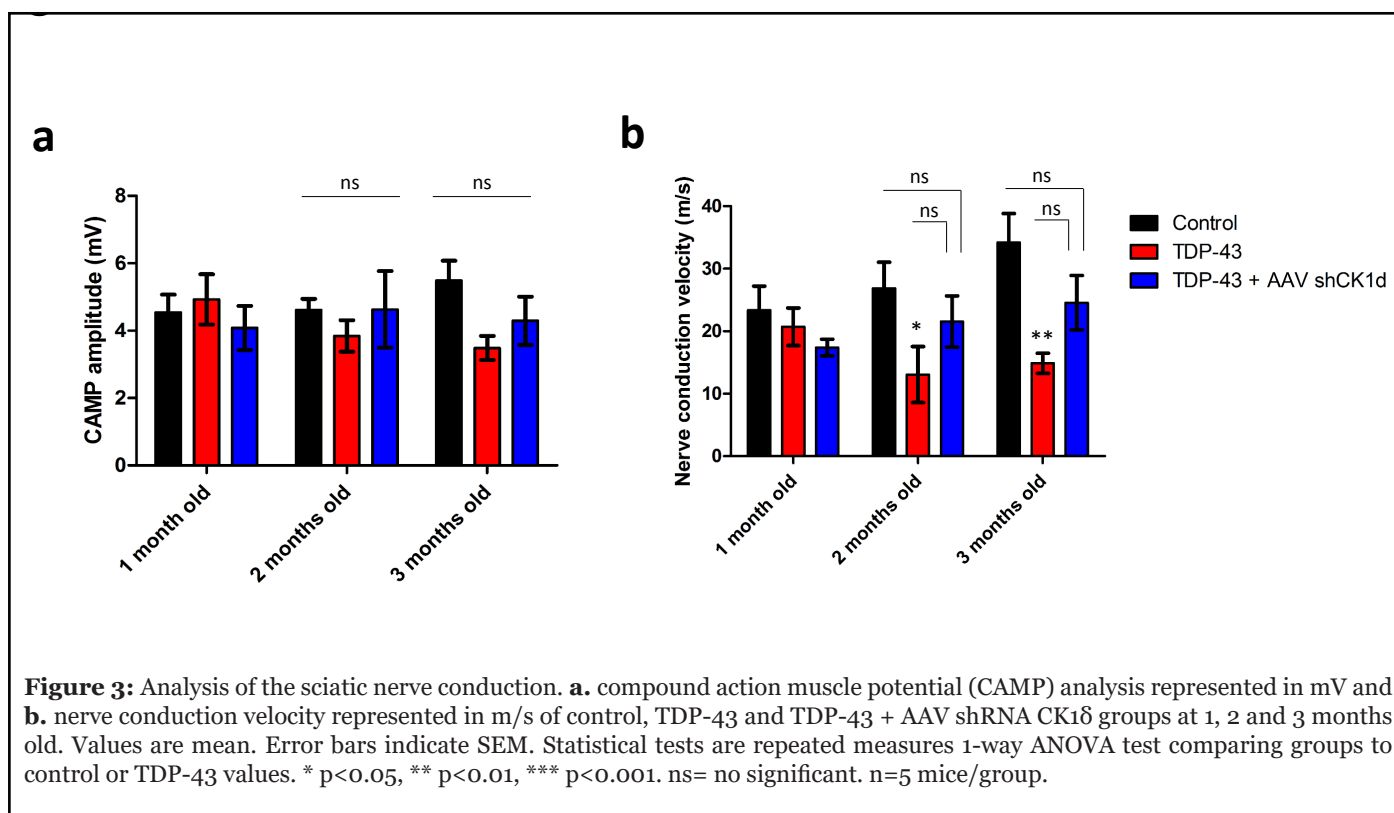 a
b
ns
ns
8
6
4
2
0
CAMP amplitude (mV)
1 month old
2 months old
3 months old
ns
ns
ns
ns
*
**
40
30
20
10
0
Nerve conduction velocity (m/s)
1 month old
2 months old
3 months old
Control
TDP-43
TDP-43 + AAV shCK1d
Figure 3: Analysis of the sciatic nerve conduction. a. compound action muscle potential (CAMP) analysis represented in mV and
b. nerve conduction velocity represented in m/s of control, TDP-43 and TDP-43 + AAV shRNA CK1δ groups at 1, 2 and 3 months
old. Values are mean. Error bars indicate SEM. Statistical tests are repeated measures 1-way ANOVA test comparing groups to
control or TDP-43 values. * p<0.05, ** p<0.01, *** p<0.001. ns= no significant. n=5 mice/group.